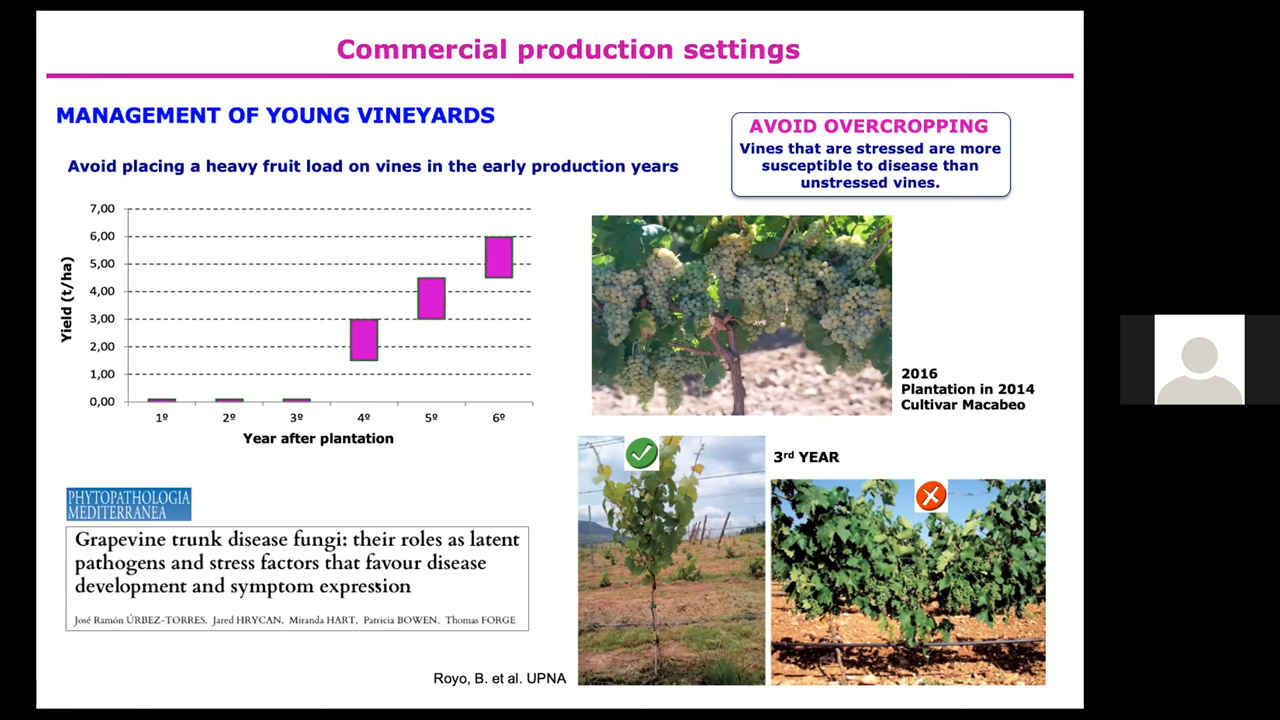 Commercial production settings
MANAGEMENT OF YOUNG VINEYARDS
Avoid placing a heavy fruit load on vines in the early production years
AVOID OVERCROPPING
Vines that are stressed are more
susceptible to disease than
unstressed vines.
7,00
6,00
5,00
4,00
3,00
2,00
1,00
0,00
Yield (t/ha)
1º 2º 3º 4º 5º 6º
Year after plantation
2016
Plantation in 2014
Cultivar Macabeo
3rd YEAR
PHYTOPATHOLOGIA
MEDITERRANEA
Grapevine trunk disease fungi: their roles as latent
pathogens and stress factors that favour disease
development and symptom expression
José Ramón ÚRBEZ-TORRES, Jared HRYCAN, Miranda HART, Patricia BOWEN, Thomas FORGE
Royo, B. et al. UPNA